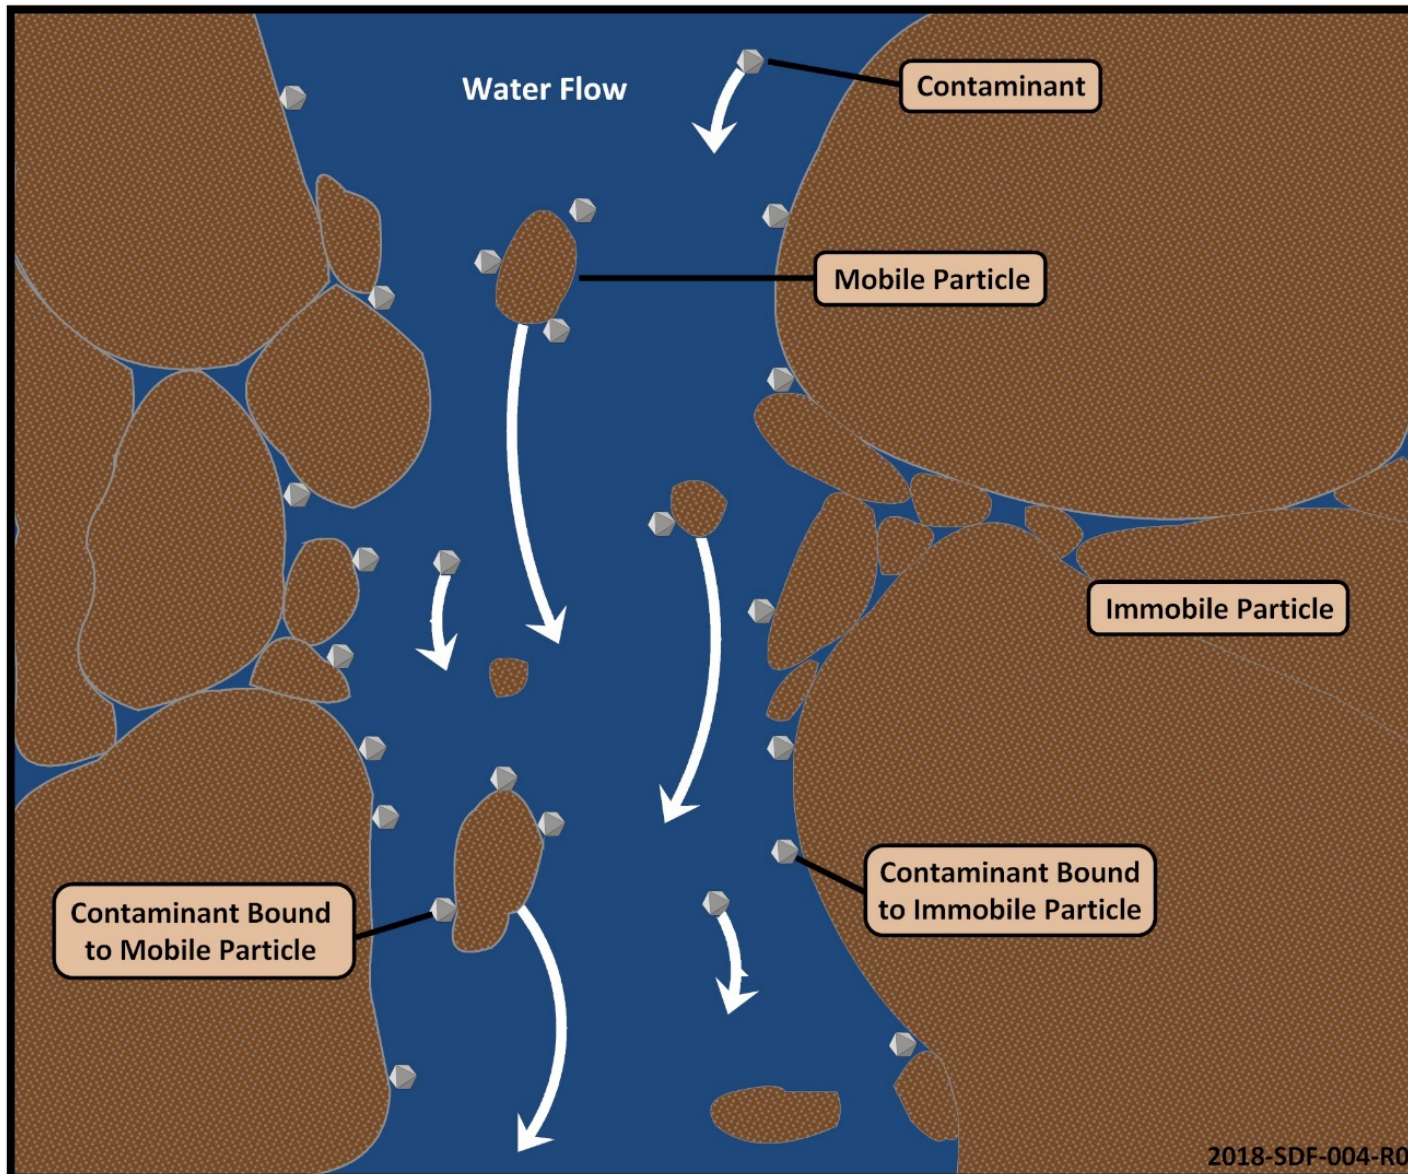 Water Flow
Contaminant
Mobile Particle
Immobile Particle
Contaminant Bound
to Immobile Particle
Contaminant Bound
to Mobile Particle
2018-SDF-004-R0